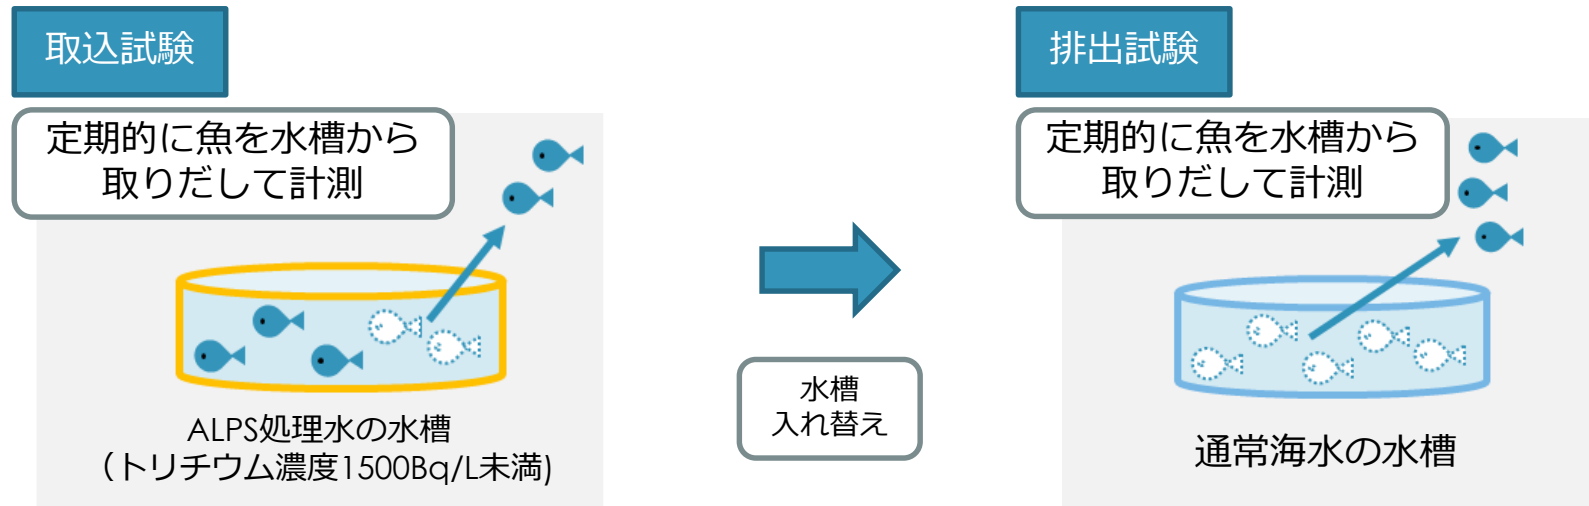 取込試験
定期的に魚を水槽から
取りだして計測
ALPS処理水の水槽
（トリチウム濃度1500Bq/L未満)
水槽
入れ替え
排出試験
定期的に魚を水槽から
取りだして計測
通常海水の水槽